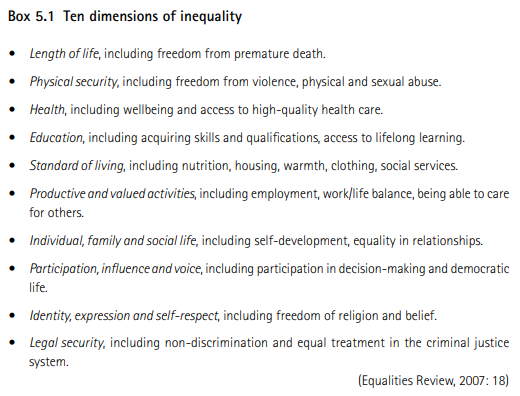 Box 5.1 Ten dimensions of inequality
• Length of life, including freedom from premature death.
• Physical security, including freedom from violence, physical and sexual abuse.
• Health, including wellbeing and access to high-quality health care.
• Education, including acquiring skills and qualifications, access to lifelong learning.
• Standard of living, including nutrition, housing, warmth, clothing, social services.
• Productive and valued activities, including employment, work/life balance, being able to care
for others.
• Individual, family and social life, including self-development, equality in relationships.
• Participation, influence and voice, including participation in decision-making and democratic
life.
• Identity, expression and self-respect, including freedom of religion and belief.
• Legal security, including non-discrimination and equal treatment in the criminal justice
system.
(Equalities Review, 2007: 18)